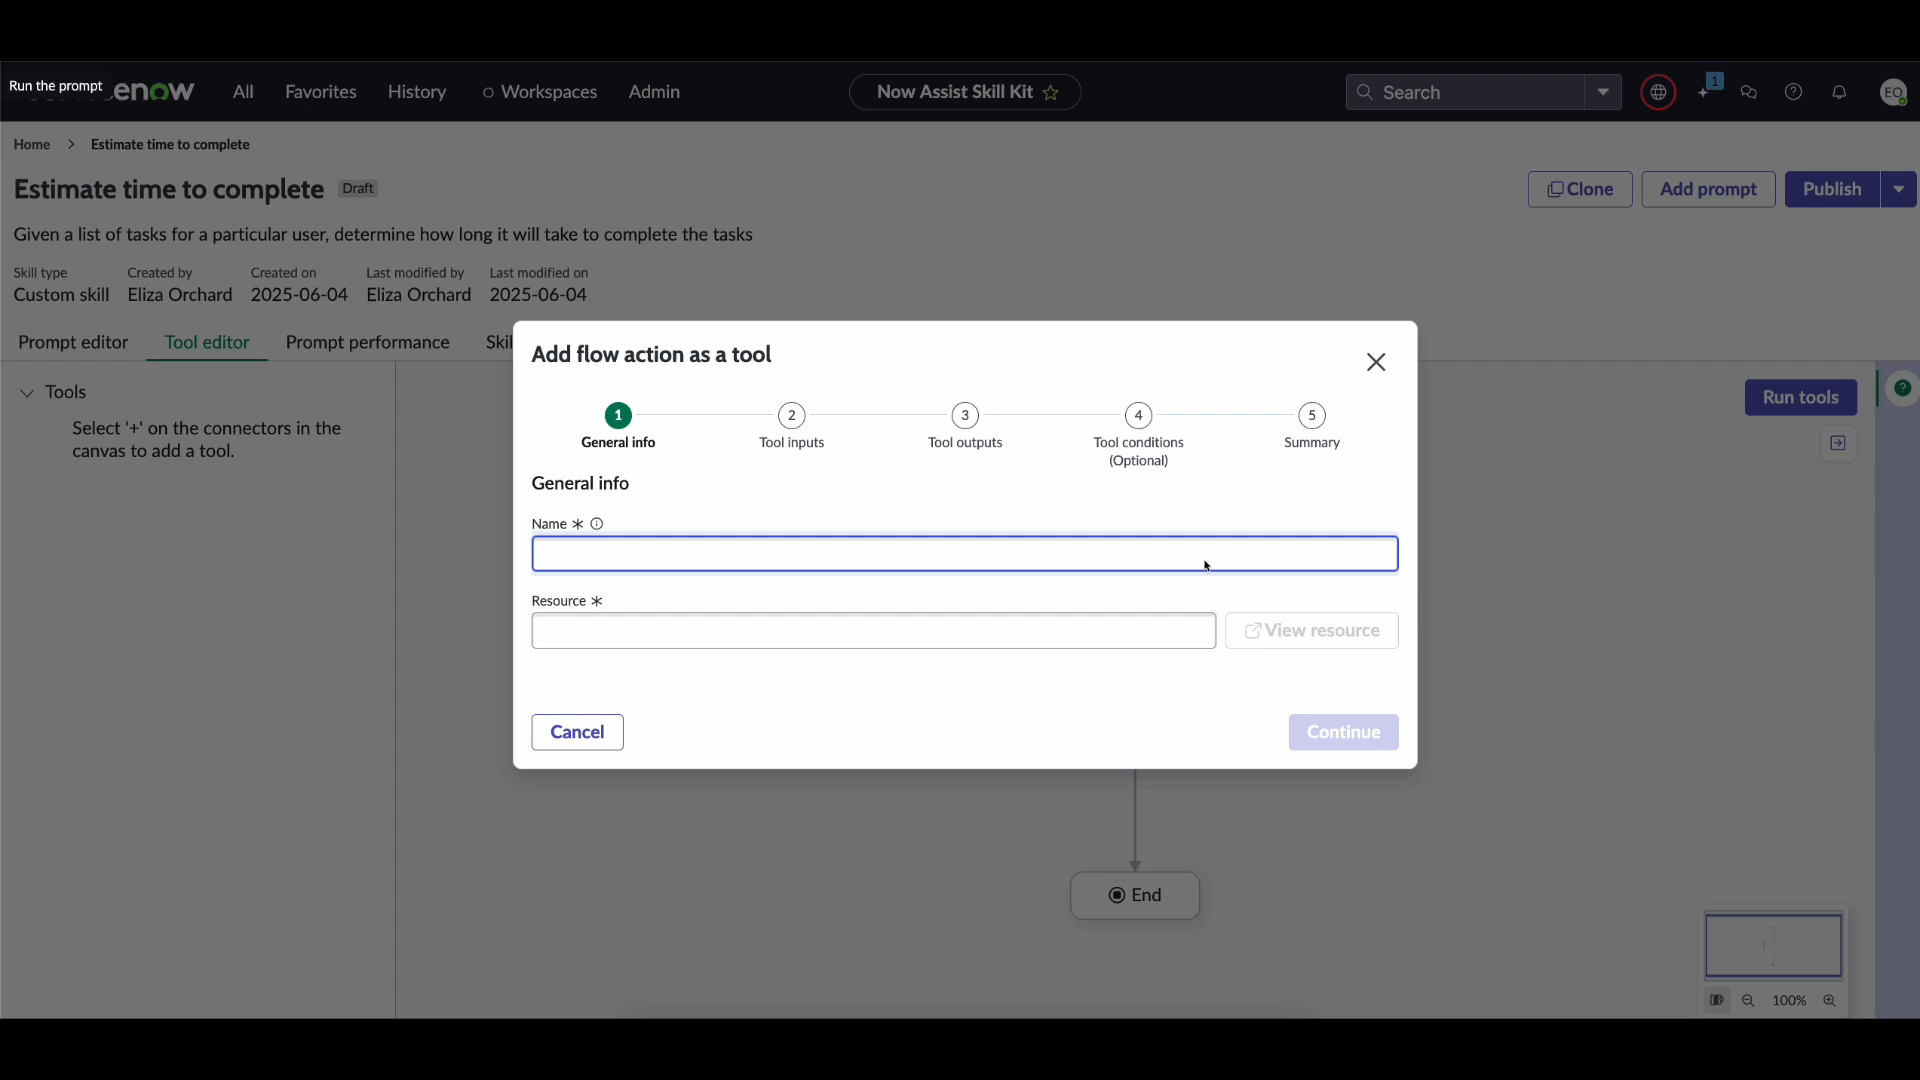 Run the prompt
enow
All
Favorites
History
Workspaces
Admin
Now Assist Skill Kit
Search
1
EO
Home > Estimate time to complete
Estimate time to complete
Draft
Clone
Add prompt
Publish
Given a list of tasks for a particular user, determine how long it will take to complete the tasks
Skill type
Created by
Created on
Last modified by
Last modified on
Custom skill
Eliza Orchard
2025-06-04
Eliza Orchard
2025-06-04
Prompt editor
Tool editor
Prompt performance
Skil
Tools
Select '+' on the connectors in the
canvas to add a tool.
Run tools
Add flow action as a tool
1
2
3
4
5
General info
Tool inputs
Tool outputs
Tool conditions
(Optional)
Summary
General info
Name *
Resource *
View resource
Cancel
Continue
End
100%